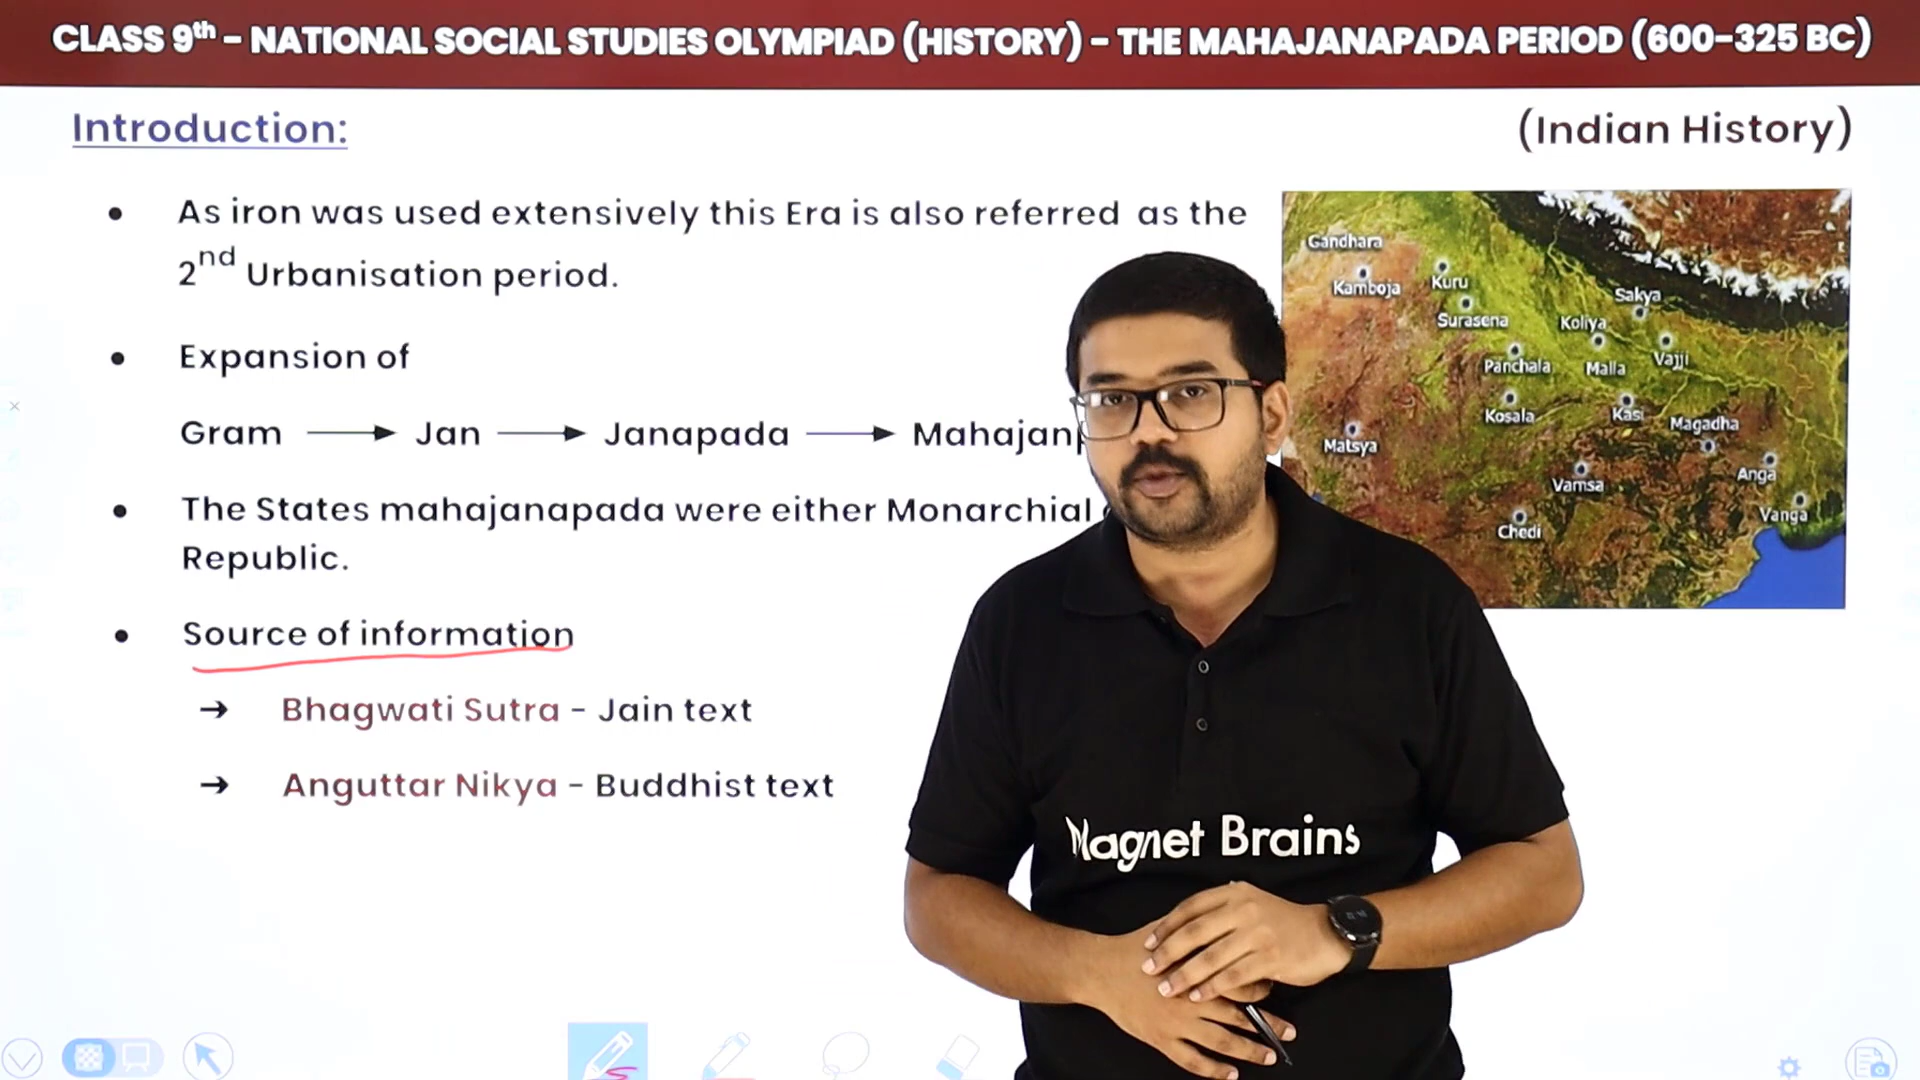 CLASS 9th - NATIONAL SOCIAL STUDIES OLYMPIAD (HISTORY) - THE MAHAJANAPADA PERIOD (600-325 BC)
Introduction:
(Indian History)
• As iron was used extensively this Era is also referred as the
2nd Urbanisation period.
• Expansion of
Gram → Jan → Janapada →
• The States mahajanapada were either Monarchial
Republic.
• Source of information
→ Bhagwati Sutra - Jain text
→ Anguttar Nikya - Buddhist text
Gandhara
Kamboja
Kuru
Sakya
Surasena
Koliya
Panchala
Malla
Vajji
Kosala
Kasi
Magadha
Matsya
Vamsa
Anga
Chedi
Vanga
Magnet Brains